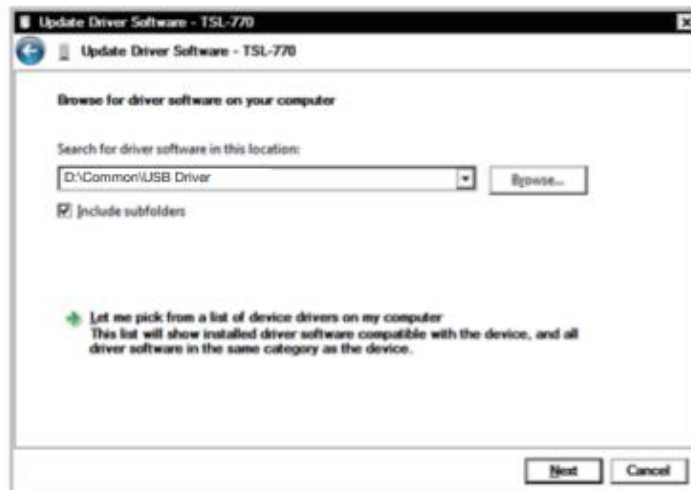 Update Driver Software - TSL-770
Update Driver Software - TSL-770
Browse for driver software on your computer
Search for driver software in this location:
D:\Common\USB Driver
Browse...
Include subfolders
Let me pick from a list of device drivers on my computer
This list will show installed driver software compatible with the device, and all
driver software in the same category as the device.
Next
Cancel